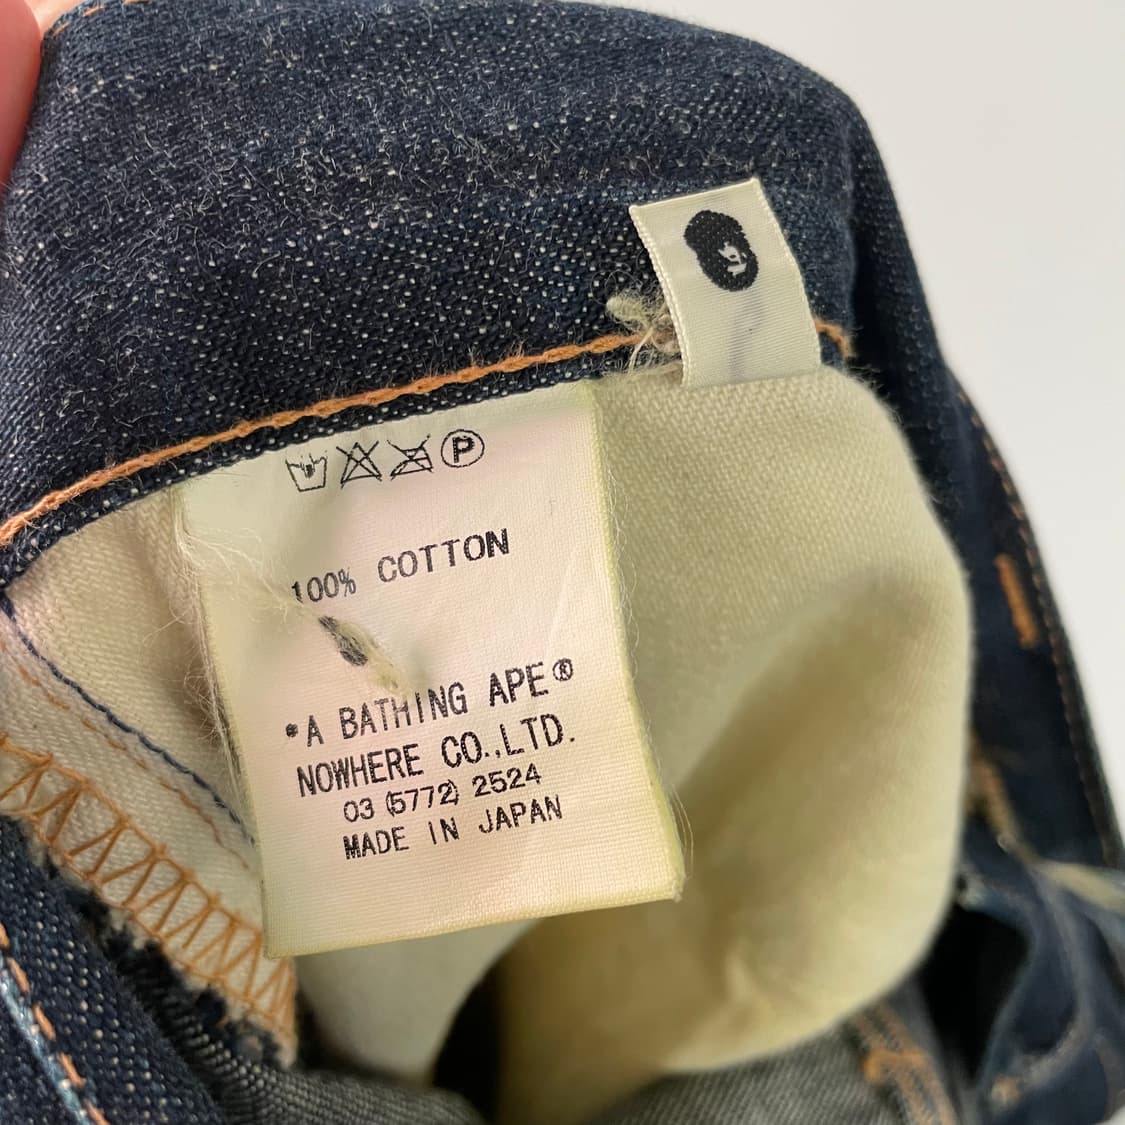 P
100% COTTON
*A BATHING APE®
NOWHERE CO.,LTD.
03 (5772) 2524
MADE IN JAPAN